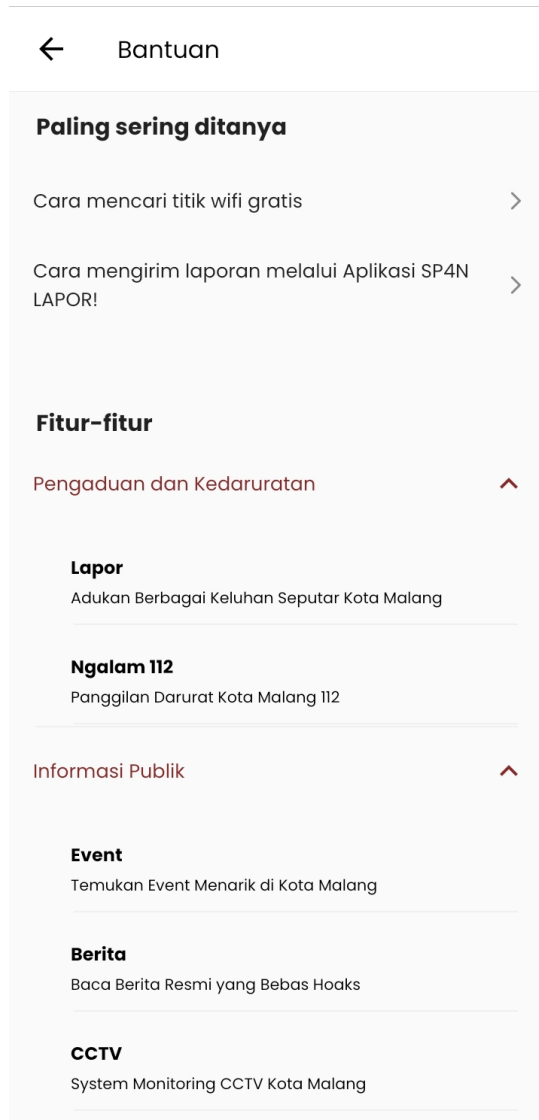 Bantuan
Paling sering ditanya
Cara mencari titik wifi gratis
Cara mengirim laporan melalui Aplikasi SP4N
LAPOR!
Fitur-fitur
Pengaduan dan Kedaruratan
Lapor
Adukan Berbagai Keluhan Seputar Kota Malang
Ngalam 112
Panggilan Darurat Kota Malang 112
Informasi Publik
Event
Temukan Event Menarik di Kota Malang
Berita
Baca Berita Resmi yang Bebas Hoaks
CCTV
System Monitoring CCTV Kota Malang